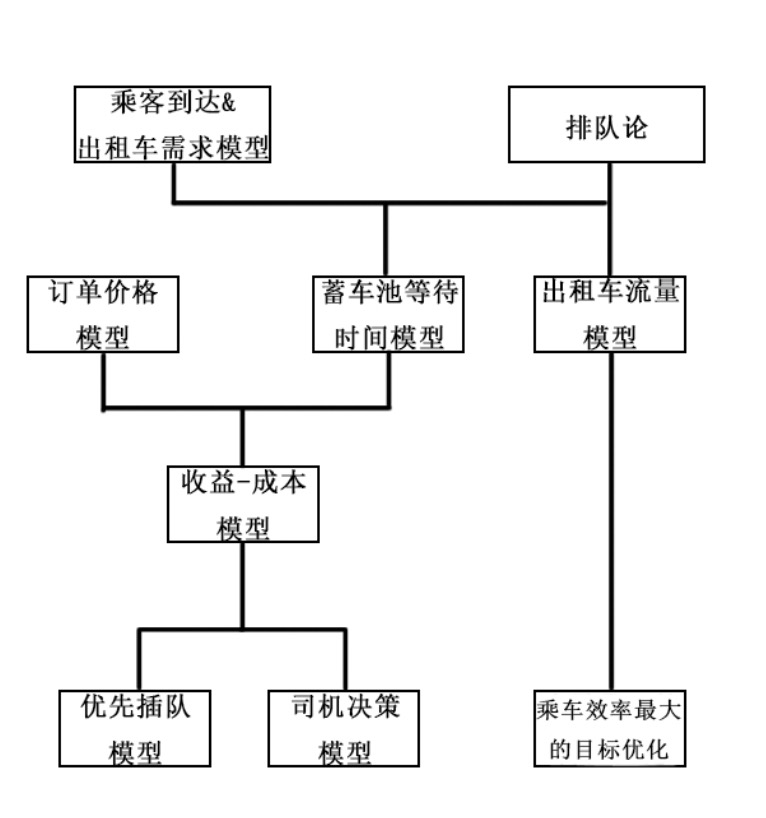 乘客到达&
出租车需求模型
排队论
订单价格
模型
蓄车池等待
时间模型
出租车流量
模型
收益-成本
模型
优先插队
模型
司机决策
模型
乘车效率最大
的目标优化